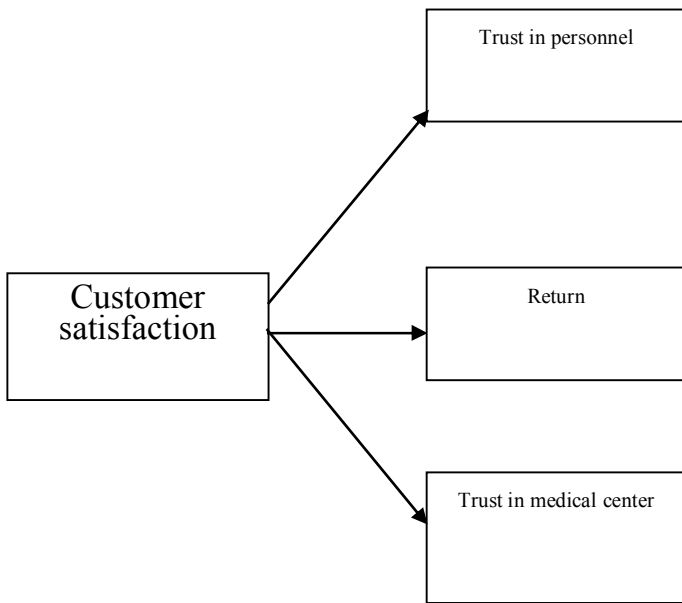 Trust in personnel
Customer
satisfaction
Return
Trust in medical center